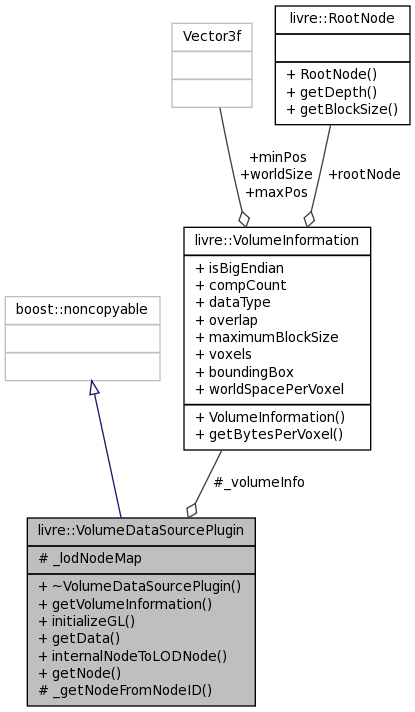 livre::RootNode
+ RootNode()
+ getDepth()
+ getBlockSize()
Vector3f
+minPos
+worldSize
+maxPos
+rootNode
livre::VolumeInformation
+ isBigEndian
+ compCount
+ dataType
+ overlap
+ maximumBlockSize
+ voxels
+ boundingBox
+ worldSpacePerVoxel
+ VolumeInformation()
+ getBytesPerVoxel()
boost::noncopyable
#_volumeInfo
livre::VolumeDataSourcePlugin
# _lodNodeMap
+ ~VolumeDataSourcePlugin()
+ getVolumeInformation()
+ initializeGL()
+ getData()
+ internalNodeToLODNode()
+ getNode()
# _getNodeFromNodeID()